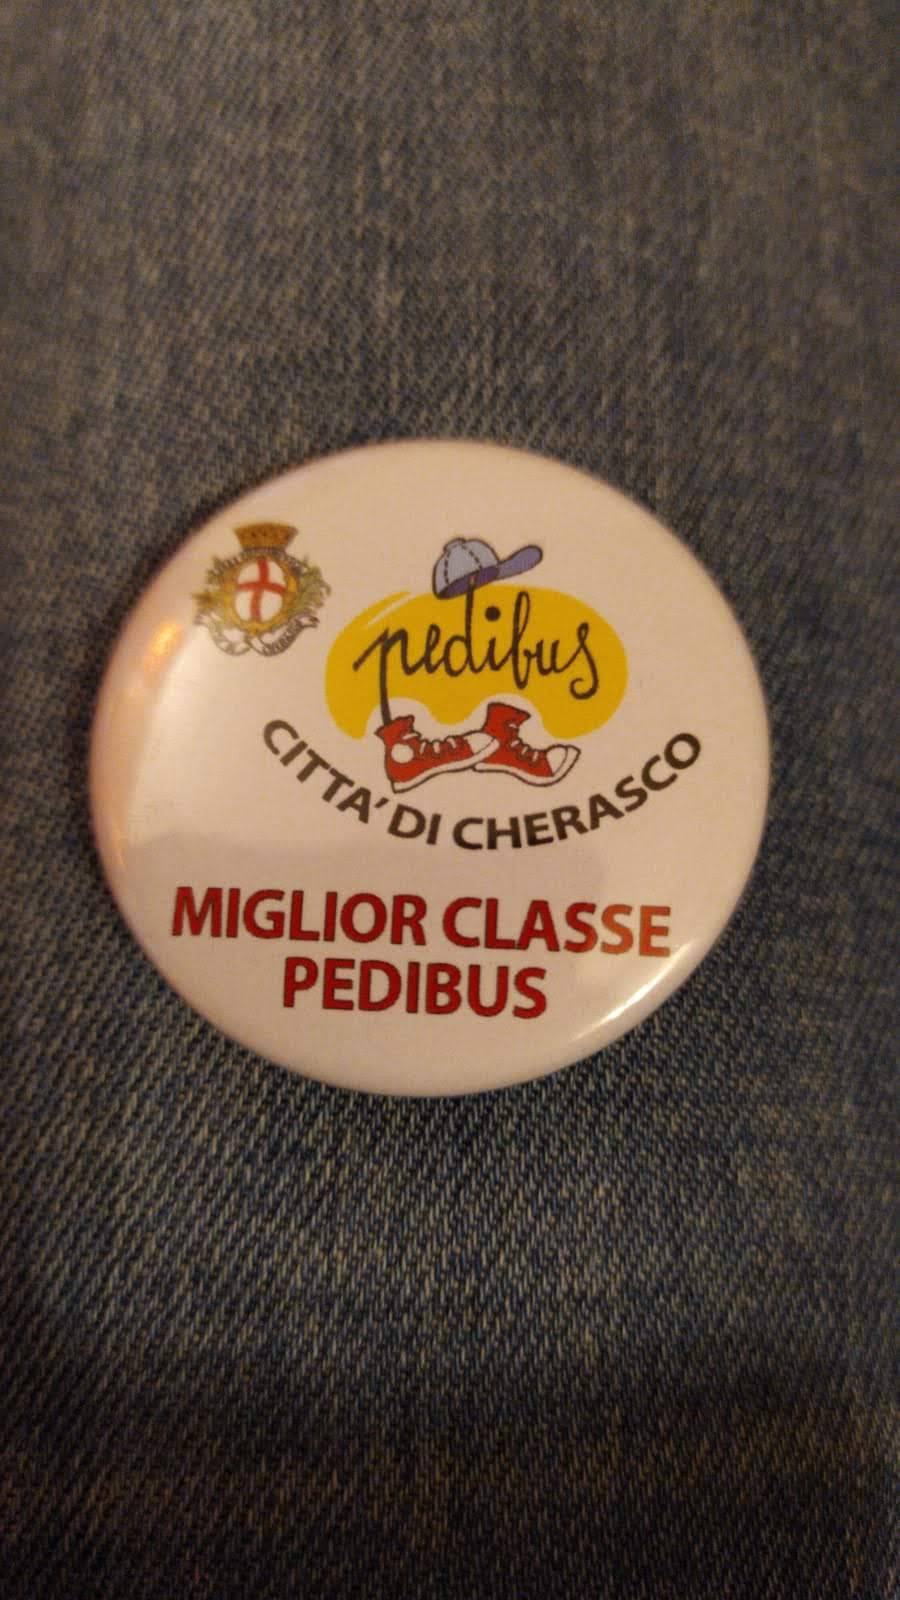 pedibus
CITTA' DI CHERASCO
MIGLIOR CLASSE
PEDIBUS